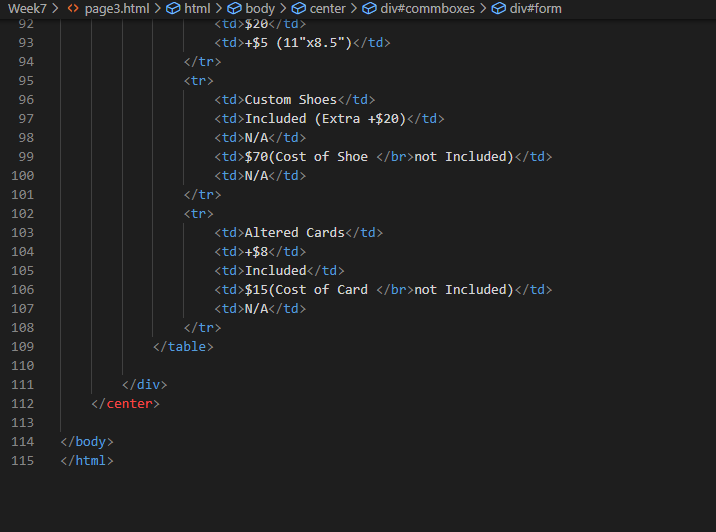 Week7 > <> page3.html > html > body > center > div#commboxes > div#form
92 <td>$20</td>
93 <td>+$5 (11"x8.5")</td>
94 </tr>
95 <tr>
96 <td>Custom Shoes</td>
97 <td>Included (Extra +$20)</td>
98 <td>N/A</td>
99 <td>$70(Cost of Shoe </br>not Included)</td>
100 <td>N/A</td>
101 </tr>
102 <tr>
103 <td>Altered Cards</td>
104 <td>+$8</td>
105 <td>Included</td>
106 <td>$15(Cost of Card </br>not Included)</td>
107 <td>N/A</td>
108 </tr>
109 </table>
110
111 </div>
112 </center>
113
114 </body>
115 </html>